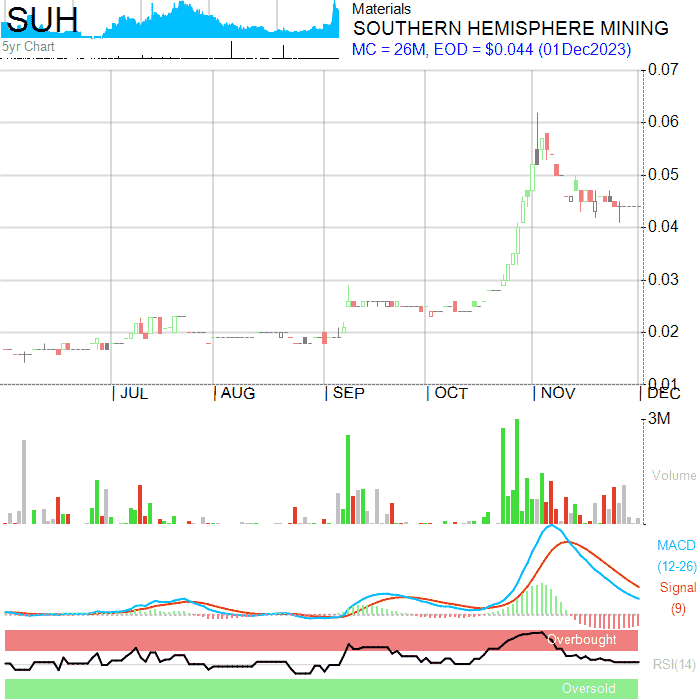 SUH
5yr Chart
Materials
SOUTHERN HEMISPHERE MINING
MC = 26M, EOD = $0.044 (01Dec2023)
0.07
0.06
0.05
0.04
0.03
0.02
0.01
JUL AUG SEP OCT NOV DEC
3M
Volume
MACD
(12-26)
Signal
(9)
Overbought
RSI(14)
Oversold